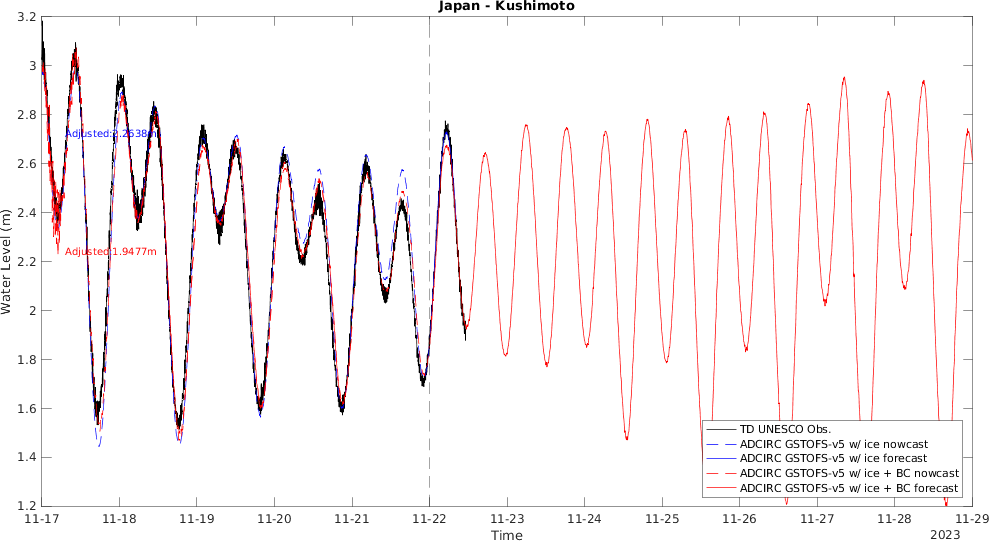 Japan - Kushimoto
3.2
3
2.8
2.6
2.4
2.2
2
1.8
1.6
1.4
1.2
Water Level (m)
Adjusted:2.2638m
Adjusted:1.9477m
TD UNESCO Obs.
ADCIRC GSTOFS-v5 w/ ice nowcast
ADCIRC GSTOFS-v5 w/ ice forecast
ADCIRC GSTOFS-v5 w/ ice + BC nowcast
ADCIRC GSTOFS-v5 w/ ice + BC forecast
11-17 11-18 11-19 11-20 11-21 11-22 11-23 11-24 11-25 11-26 11-27 11-28 11-29
Time
2023